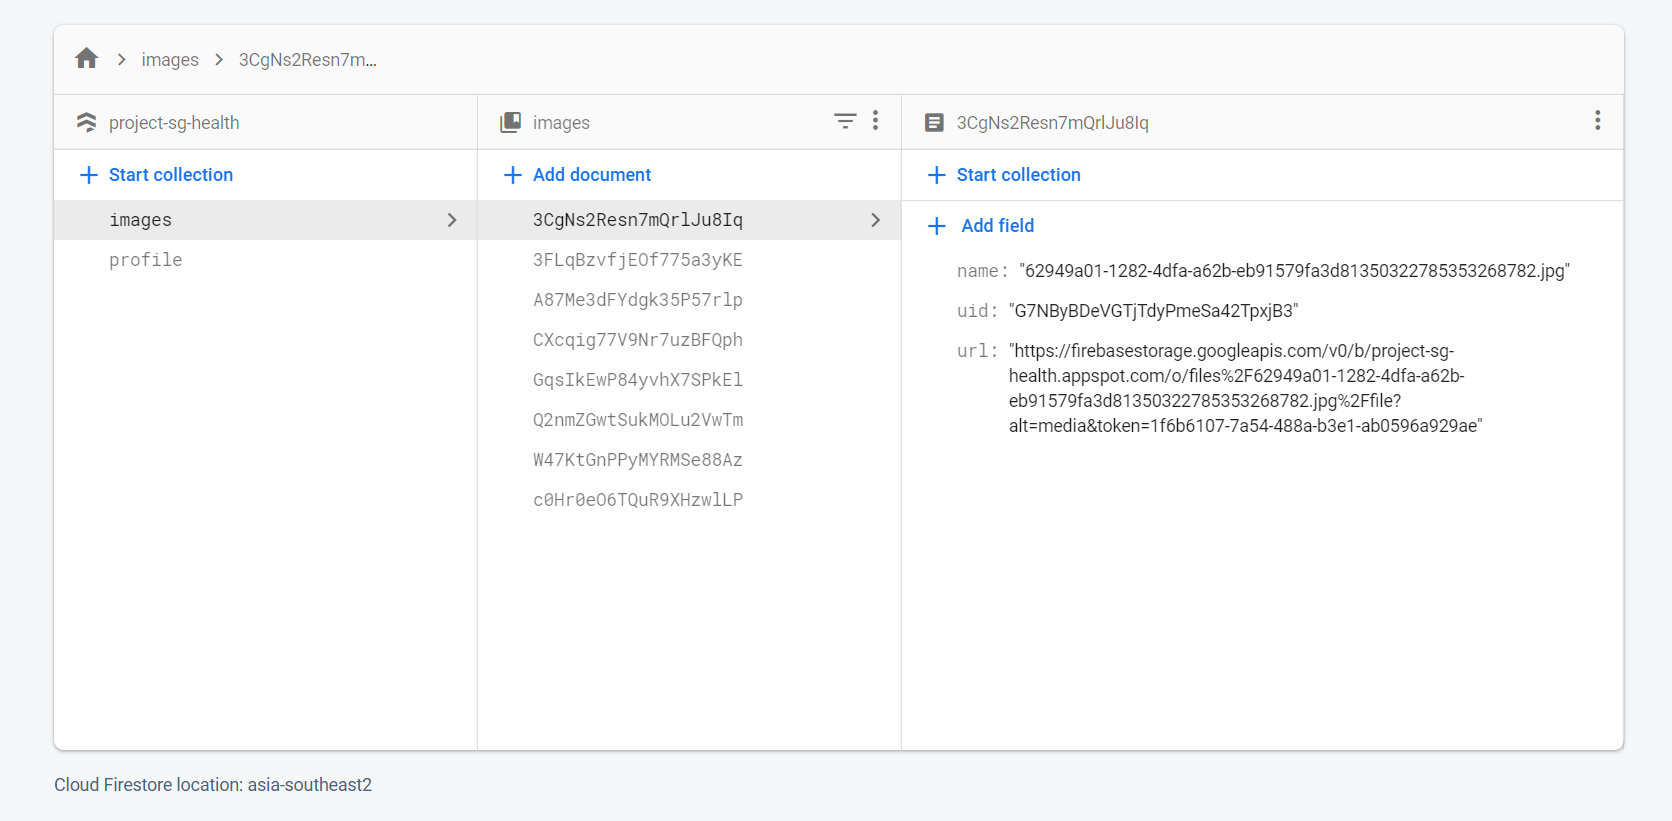 images
3CgNs2Resn7m...
project-sg-health
Start collection
images
profile
images
Add document
3CgNs2Resn7mQrlJu8Iq
3FLqBzvfjEOf775a3yKE
A87Me3dFYdgk35P57rlp
CXcqig77V9Nr7uzBFQph
GqsIkEwP84yvhX7SPkEl
Q2nmZGwtSukMOLu2VwTm
W47KtGnPPyMYRMSe88Az
c0Hr0eO6TQuR9XHzwlLP
3CgNs2Resn7mQrlJu8Iq
Start collection
Add field
name: "62949a01-1282-4dfa-a62b-eb91579fa3d81350322785353268782.jpg"
uid: "G7NByBDeVGTjTdyPmeSa42TpxjB3"
url: "https://firebasestorage.googleapis.com/v0/b/project-sg-
health.appspot.com/o/files%2F62949a01-1282-4dfa-a62b-
eb91579fa3d81350322785353268782.jpg%2Ffile?
alt=media&token=1f6b6107-7a54-488a-b3e1-ab0596a929ae"
Cloud Firestore location: asia-southeast2